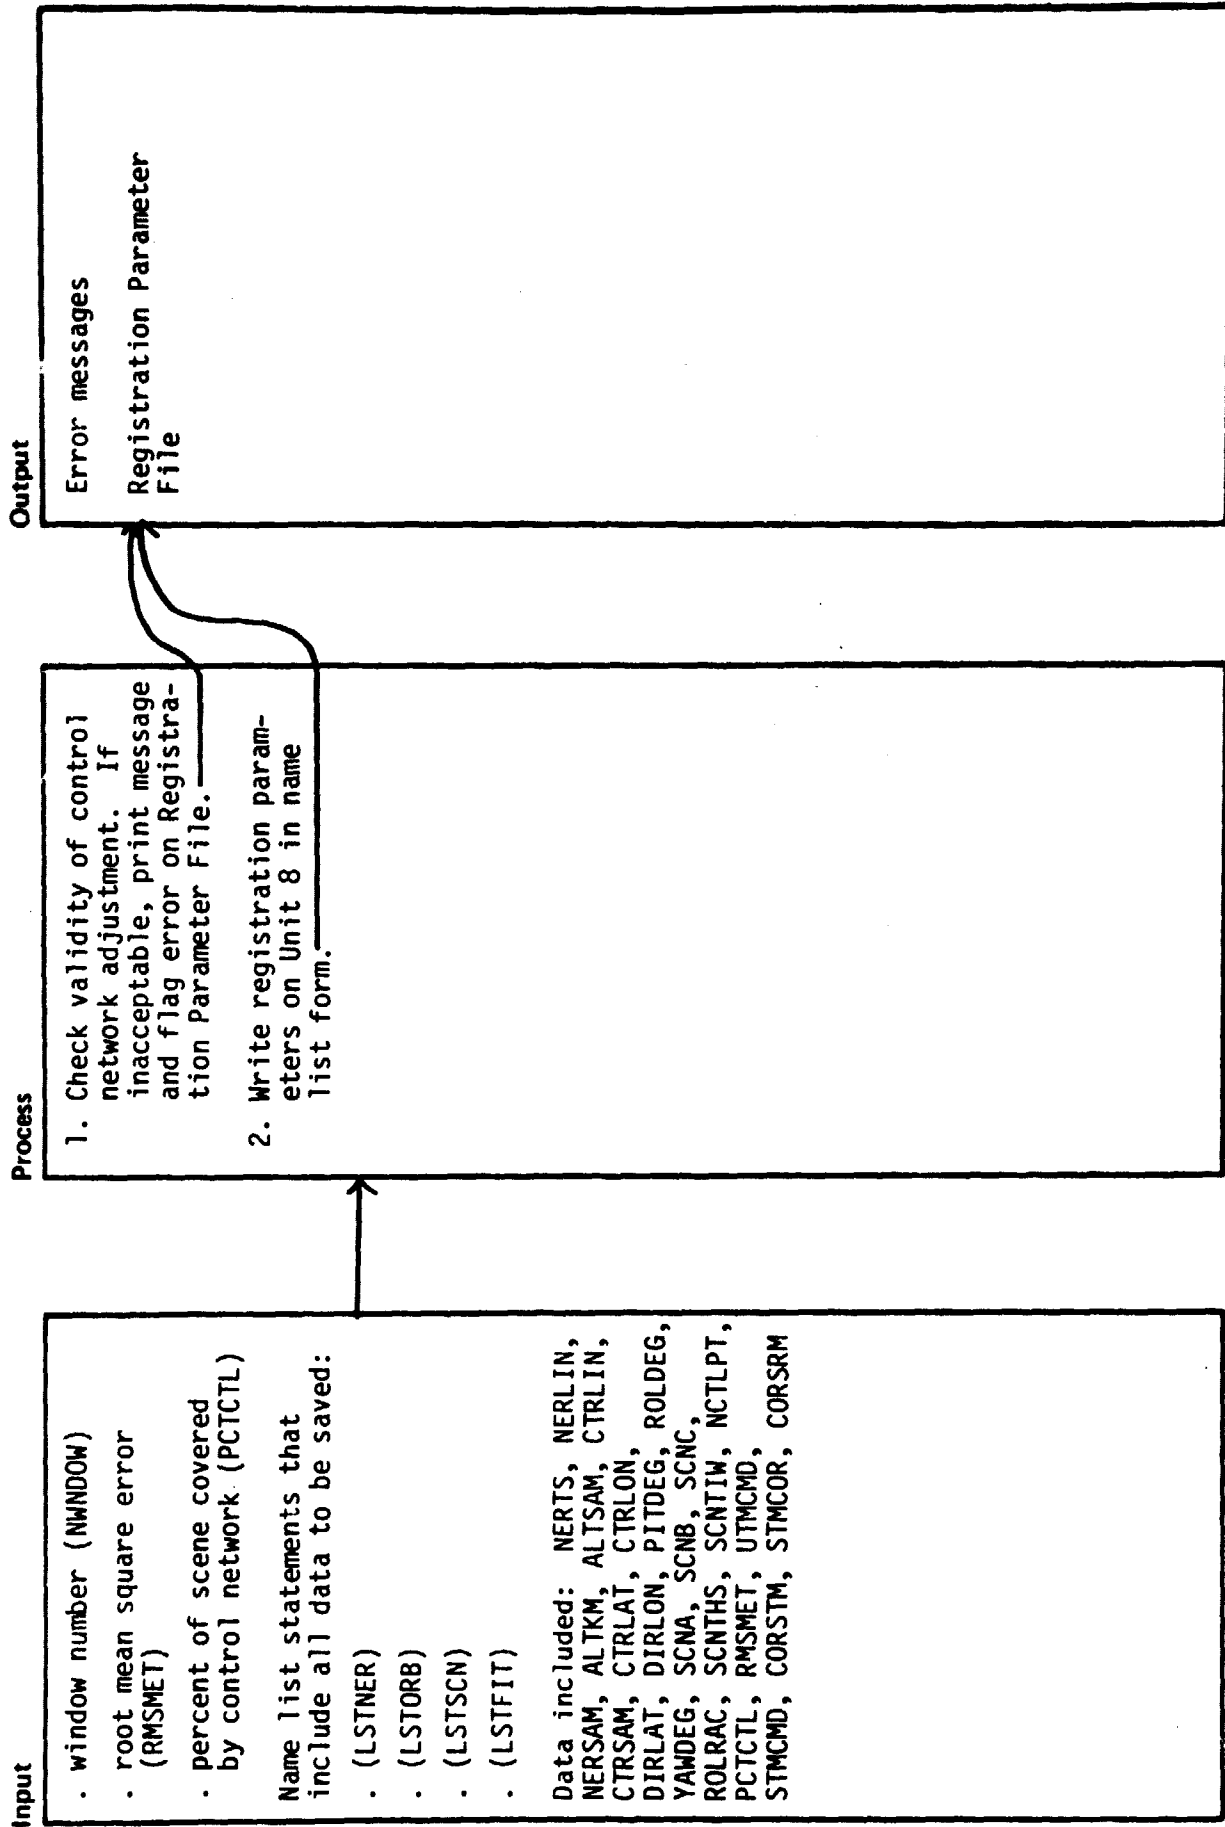 Input
. window number (NWNDOW)
. root mean square error
(RMSMET)
. percent of scene covered
by control network (PCTCTL)
Name list statements that
include all data to be saved:
. (LSTNER)
. (LSTORB)
. (LSTSCN)
. (LSTFIT)
Data included: NERTS, NERLIN,
NERSAM, ALTKM, ALTSAM, CTRLIN,
CTRSAM, CTRLAT, CTRLON,
DIRLAT, DIRLON, PITDEG, ROLDEG,
YAWDEG, SCNA, SCNB, SCNC,
ROLRAC, SCNTHS, SCNTIW, NCTLPT,
PCTCTL, RMSMET, UTMCMD,
STMCMD, CORSTM, STMCOR, CORSRM
Process
1. Check validity of control
network adjustment. If
inacceptable, print message
and flag error on Registra-
tion Parameter File.
2. Write registration param-
eters on Unit 8 in name
list form.
Output
Error messages
Registration Parameter
File